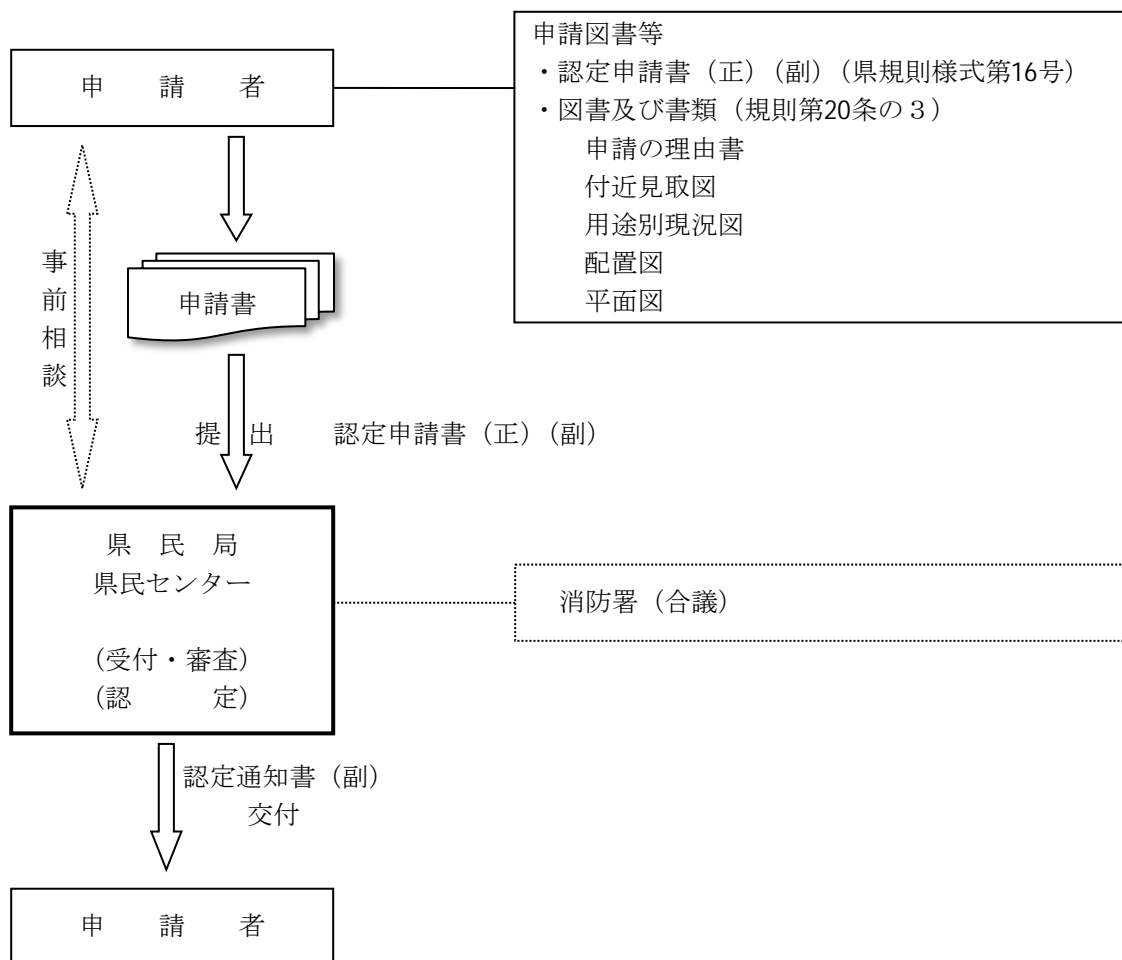 申請者
申請図書等
・認定申請書（正）（副）（県規則様式第16号）
・図書及び書類（規則第20条の３）
申請の理由書
付近見取図
用途別現況図
配置図
平面図
事前相談
申請書
提出　認定申請書（正）（副）
県民局
県民センター
（受付・審査）
（認　　定）
消防署（合議）
認定通知書（副）
交付
申請者